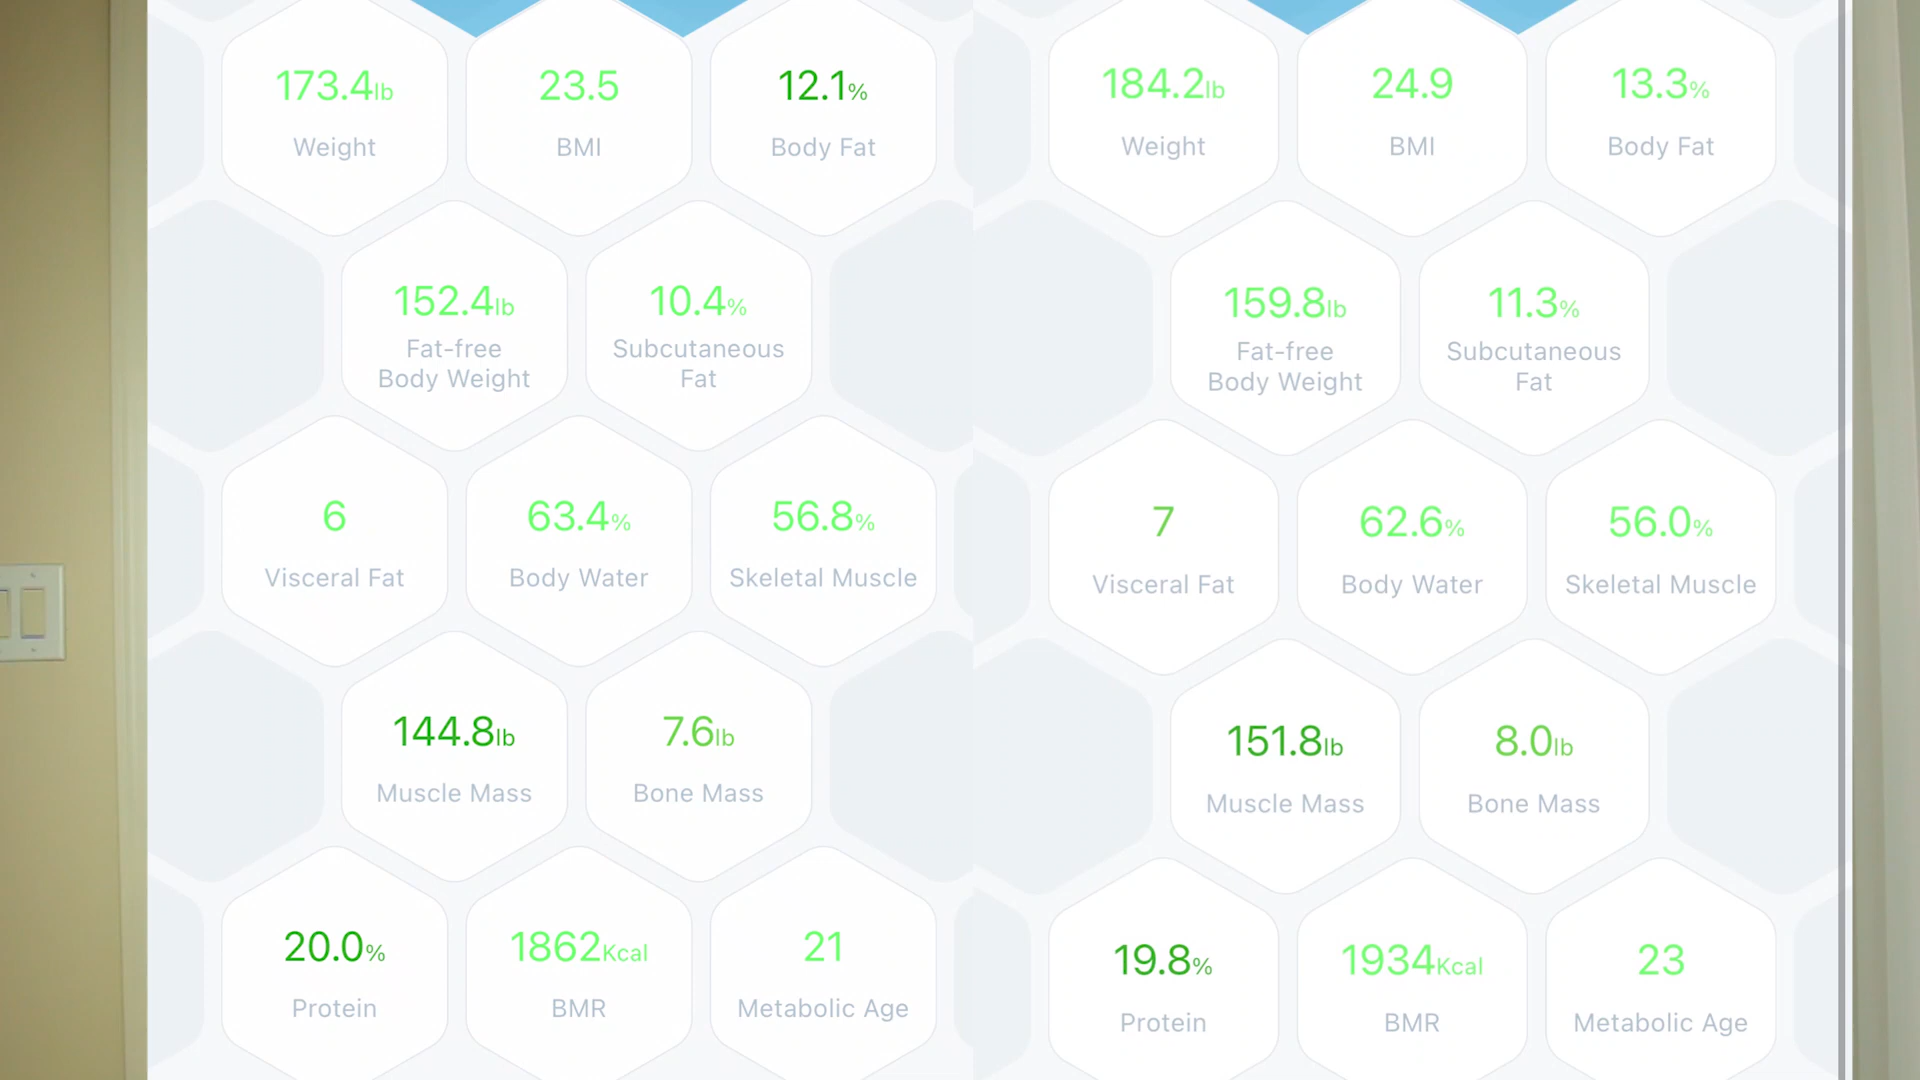 173.4lb
Weight
23.5
BMI
12.1%
Body Fat
152.4lb
Fat-free
Body Weight
10.4%
Subcutaneous
Fat
6
Visceral Fat
63.4%
Body Water
56.8%
Skeletal Muscle
144.8lb
Muscle Mass
7.6lb
Bone Mass
20.0%
Protein
1862Kcal
BMR
21
Metabolic Age
184.2lb
Weight
24.9
BMI
13.3%
Body Fat
159.8lb
Fat-free
Body Weight
11.3%
Subcutaneous
Fat
7
Visceral Fat
62.6%
Body Water
56.0%
Skeletal Muscle
151.8lb
Muscle Mass
8.0lb
Bone Mass
19.8%
Protein
1934Kcal
BMR
23
Metabolic Age